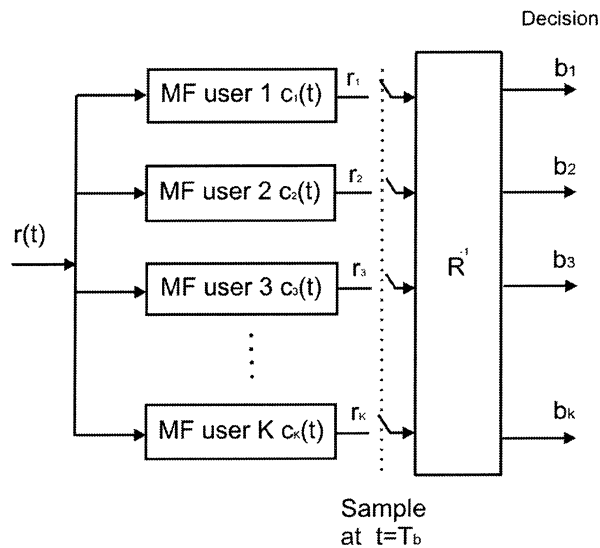 Decision
MF user 1 c₁(t)
r₁
b₁
MF user 2 c₂(t)
r₂
b₂
r(t)
MF user 3 c₃(t)
r₃
R⁻¹
b₃
MF user K cₖ(t)
rₖ
bₖ
Sample
at t=T_b